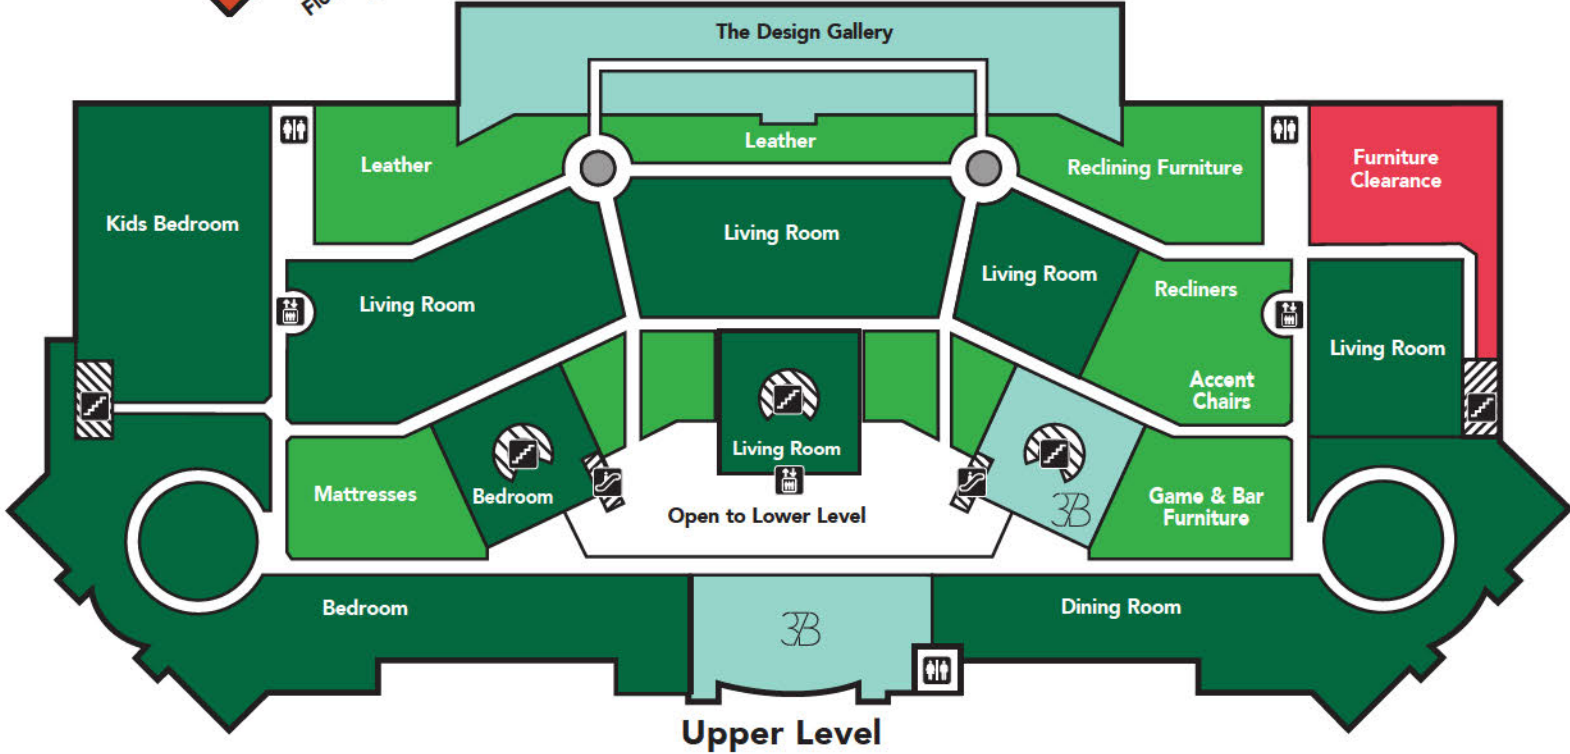 The Design Gallery
Leather
Leather
Reclining Furniture
Furniture
Clearance
Kids Bedroom
Living Room
Living Room
Living Room
Recliners
Living Room
Accent
Chairs
Living Room
Mattresses
Bedroom
Open to Lower Level
3B
Game & Bar
Furniture
Bedroom
3B
Dining Room
Upper Level